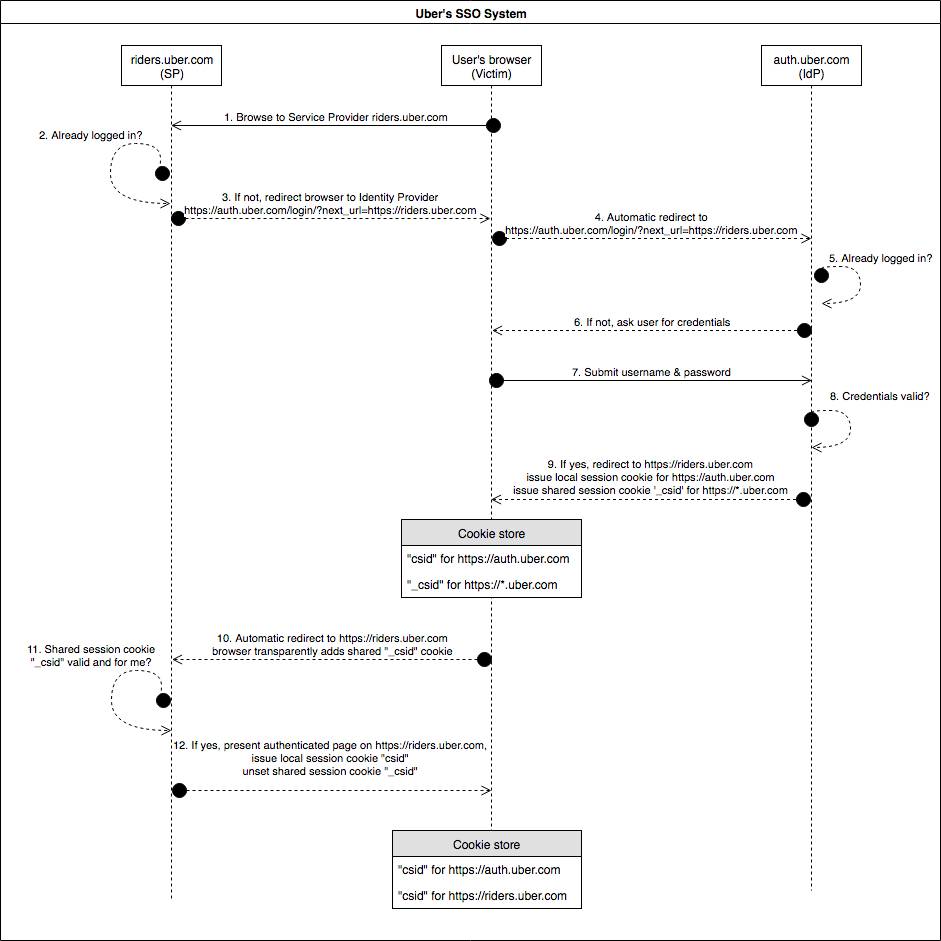 Uber's SSO System
riders.uber.com
(SP)
User's browser
(Victim)
auth.uber.com
(IdP)
1. Browse to Service Provider riders.uber.com
2. Already logged in?
3. If not, redirect browser to Identity Provider
https://auth.uber.com/login/?next_url=https://riders.uber.com
4. Automatic redirect to
https://auth.uber.com/login/?next_url=https://riders.uber.com
5. Already logged in?
6. If not, ask user for credentials
7. Submit username & password
8. Credentials valid?
9. If yes, redirect to https://riders.uber.com
issue local session cookie for https://auth.uber.com
issue shared session cookie '_csid' for https://*.uber.com
Cookie store
"csid" for https://auth.uber.com
"_csid" for https://*.uber.com
10. Automatic redirect to https://riders.uber.com
browser transparently adds shared "_csid" cookie
11. Shared session cookie
"_csid" valid and for me?
12. If yes, present authenticated page on https://riders.uber.com,
issue local session cookie "csid"
unset shared session cookie "_csid"
Cookie store
"csid" for https://auth.uber.com
"csid" for https://riders.uber.com